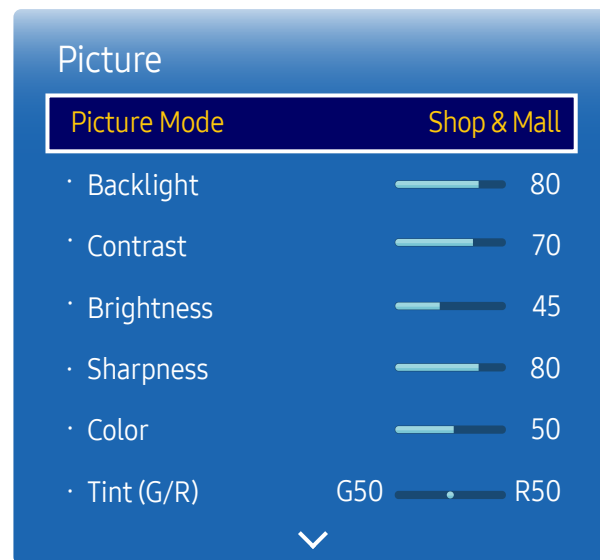 Picture
Picture Mode Shop & Mall
· Backlight 80
· Contrast 70
· Brightness 45
· Sharpness 80
· Color 50
· Tint (G/R) G50 R50